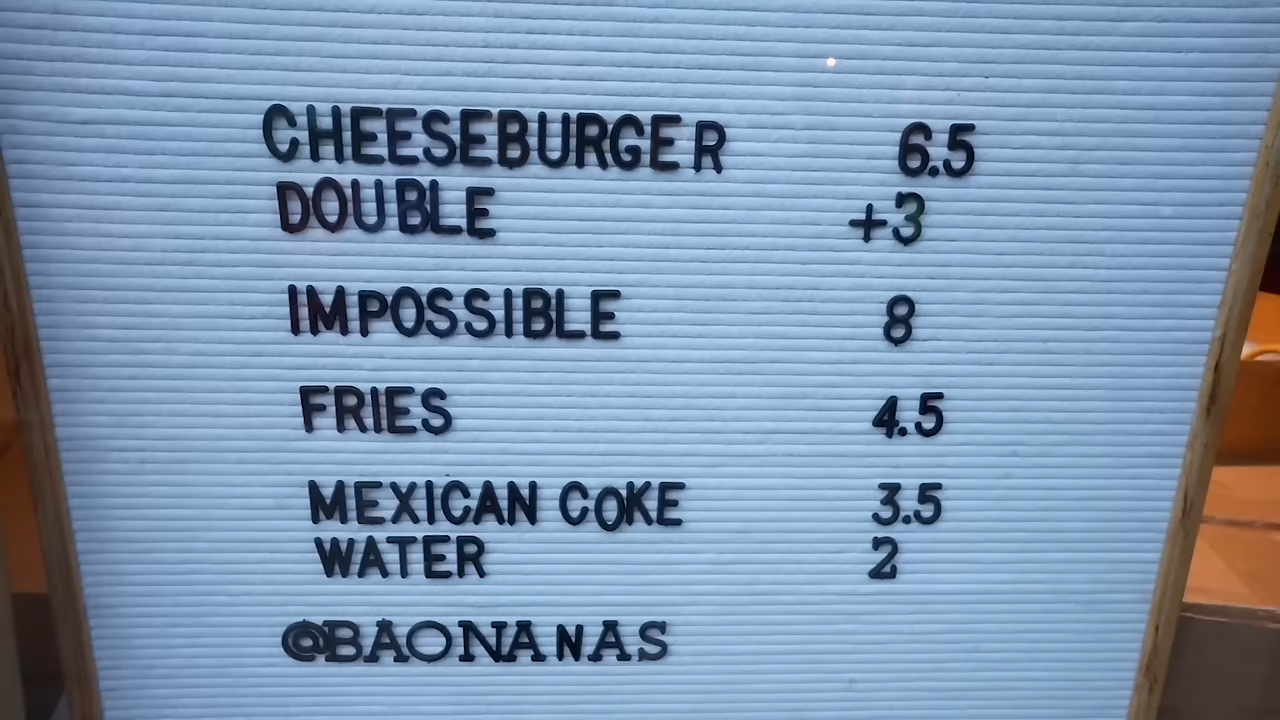 CHEESEBURGER 6.5
DOUBLE +3
IMPOSSIBLE 8
FRIES 4.5
MEXICAN COKE 3.5
WATER 2
@BAONANAS